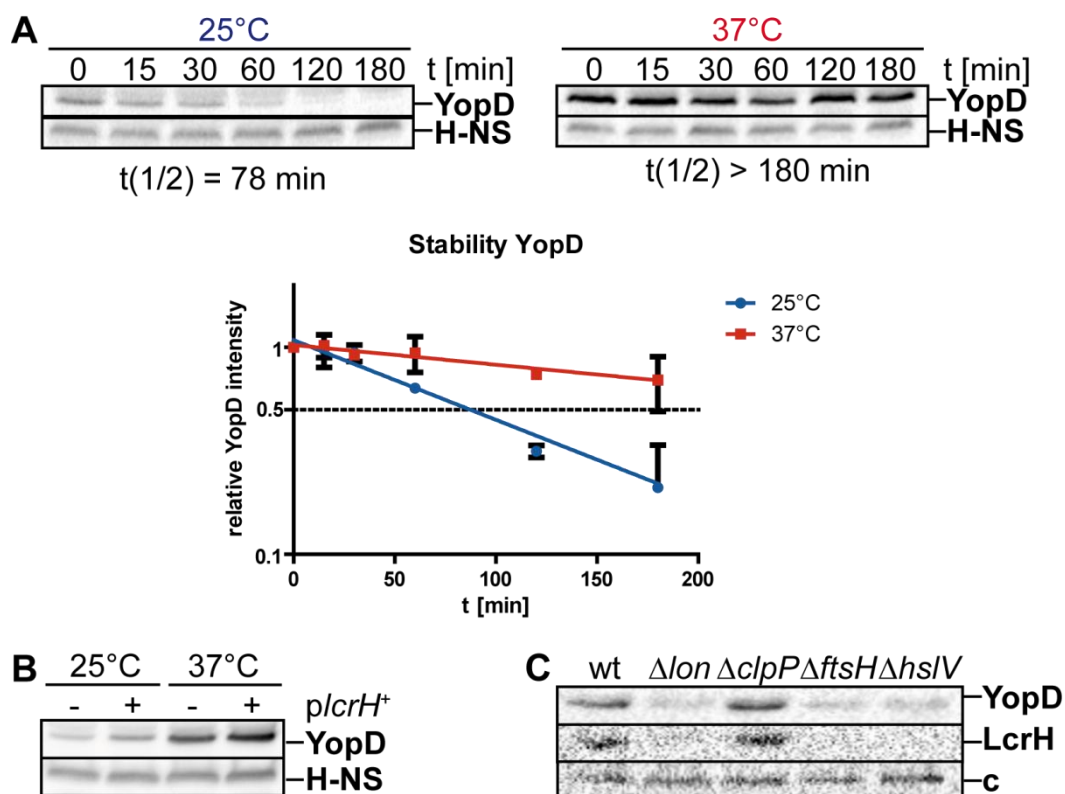 A
25°C
0 15 30 60 120 180 t [min]
YopD
H-NS
t(1/2) = 78 min
37°C
0 15 30 60 120 180 t [min]
YopD
H-NS
t(1/2) > 180 min
Stability YopD
relative YopD intensity
1
0.5
0.1
0 50 100 150 200
t [min]
25°C
37°C
B
25°C 37°C
- + - + plcrH+
YopD
H-NS
C
wt Δlon ΔclpP ΔftsH ΔhslV
YopD
LcrH
c